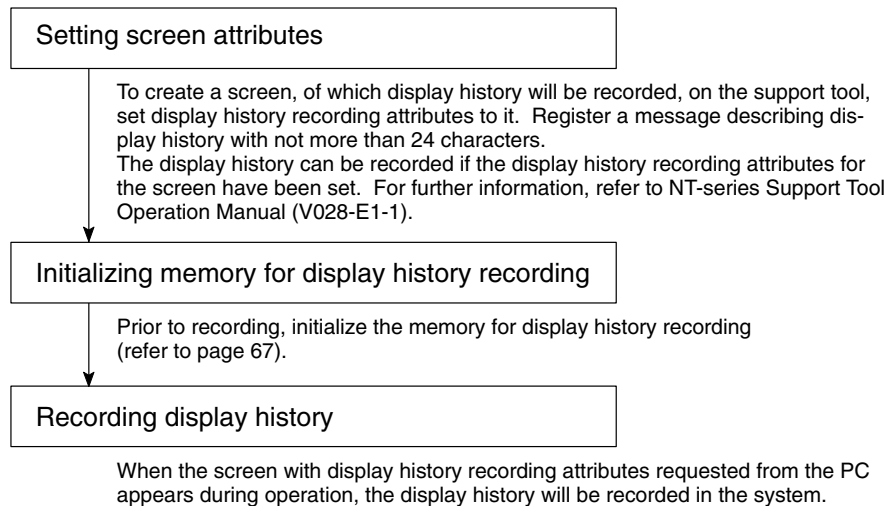 Setting screen attributes
To create a screen, of which display history will be recorded, on the support tool,
set display history recording attributes to it. Register a message describing dis-
play history with not more than 24 characters.
The display history can be recorded if the display history recording attributes for
the screen have been set. For further information, refer to NT-series Support Tool
Operation Manual (V028-E1-1).
Initializing memory for display history recording
Prior to recording, initialize the memory for display history recording
(refer to page 67).
Recording display history
When the screen with display history recording attributes requested from the PC
appears during operation, the display history will be recorded in the system.